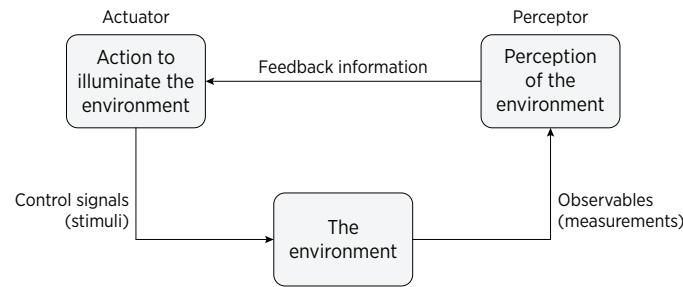 Actuator
Perceptor
Action to
illuminate the
environment
Feedback information
Perception
of the
environment
Control signals
(stimuli)
The
environment
Observables
(measurements)